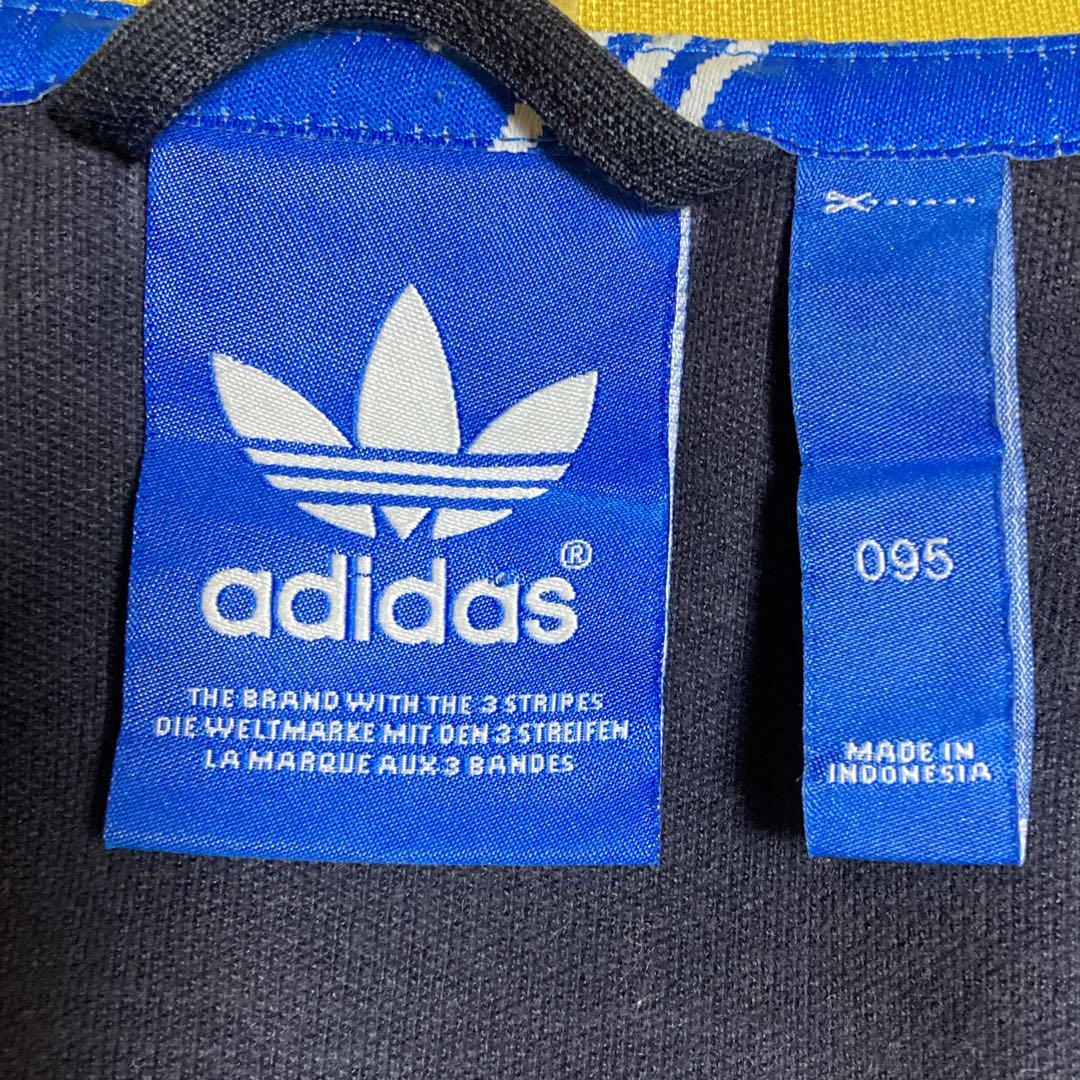 adidas®
THE BRAND WITH THE 3 STRIPES
DIE WELTMARKE MIT DEN 3 STREIFEN
LA MARQUE AUX 3 BANDES
095
MADE IN
INDONESIA